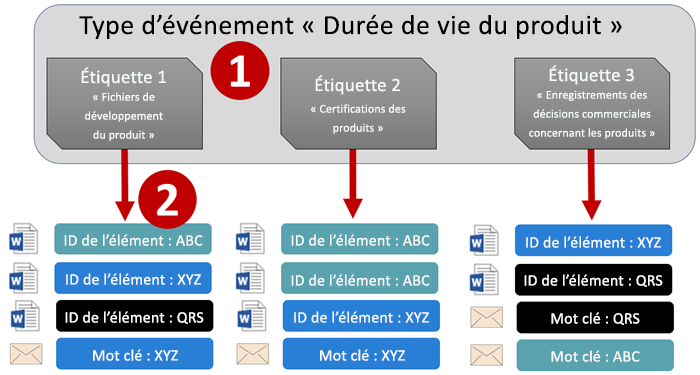 Type d’événement « Durée de vie du produit »
1
Étiquette 1
« Fichiers de
développement
du produit »
Étiquette 2
« Certifications des
produits »
Étiquette 3
« Enregistrements des
décisions commerciales
concernant les produits »
2
W ID de l’élément : ABC
W ID de l’élément : XYZ
W ID de l’élément : QRS
Mot clé : XYZ
W ID de l’élément : ABC
W ID de l’élément : ABC
W ID de l’élément : XYZ
Mot clé : XYZ
W ID de l’élément : XYZ
W ID de l’élément : QRS
Mot clé : QRS
Mot clé : ABC